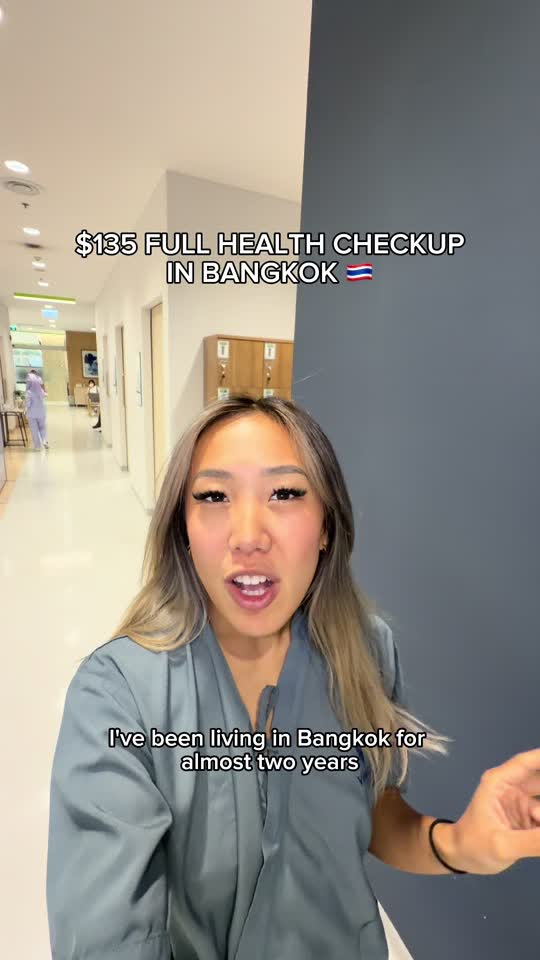 $135 FULL HEALTH CHECKUP
IN BANGKOK 🇹🇭
I've been living in Bangkok for
almost two years